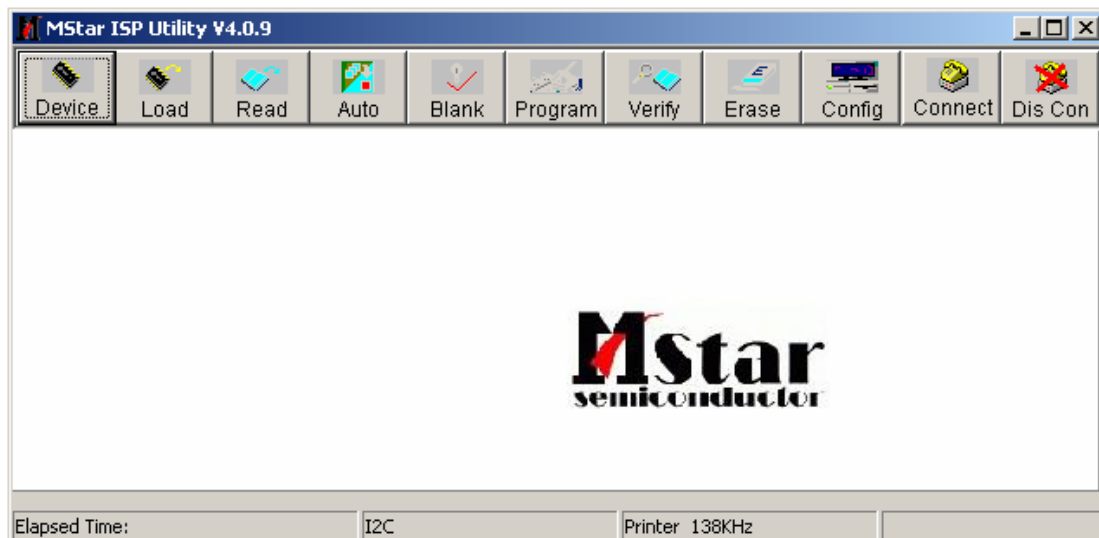 MStar ISP Utility V4.0.9
Device Load Read Auto Blank Program Verify Erase Config Connect Dis Con
MStar
semiconductor
Elapsed Time: I2C Printer 138KHz